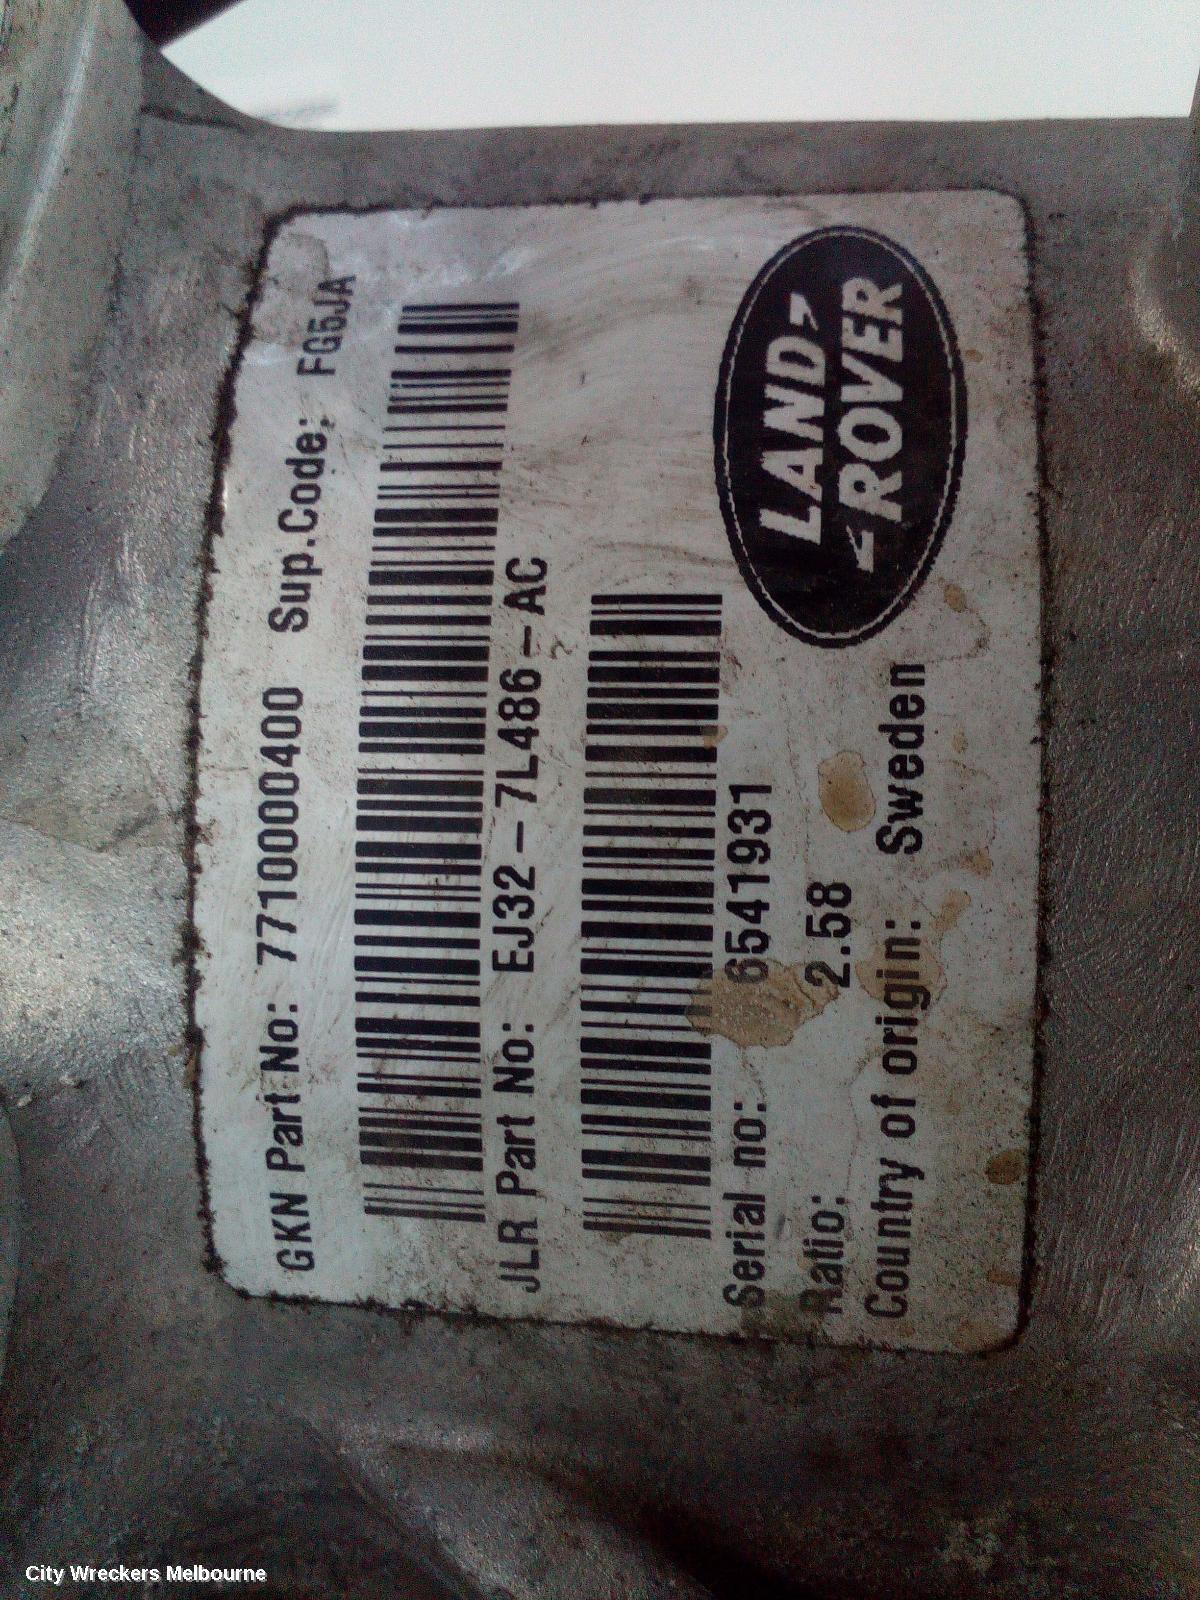 GKN Part No: 7710000400 Sup.Code: FG5JA
JLR Part No: EJ32-7L486-AC
Serial no: 6541931
Ratio: 2.58
Country of origin: Sweden
LAND
ROVER
City Wreckers Melbourne